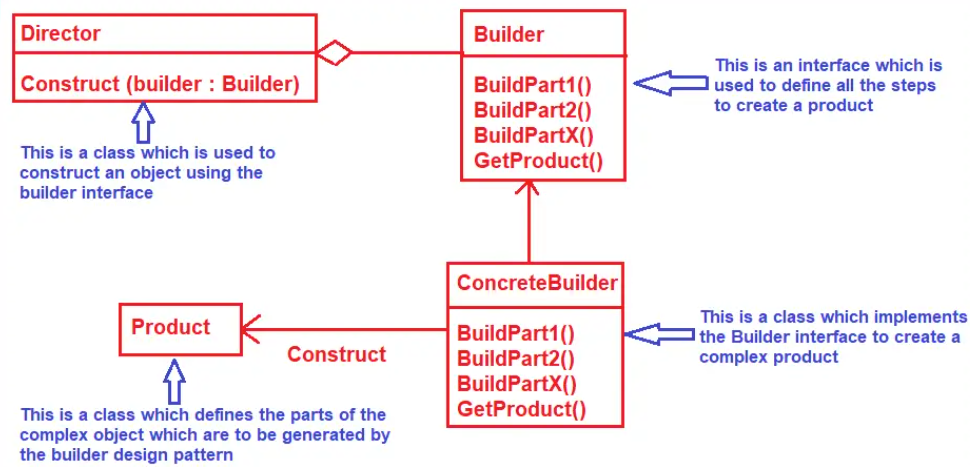 Director
Construct (builder : Builder)
This is a class which is used to
construct an object using the
builder interface
Builder
BuildPart1()
BuildPart2()
BuildPartX()
GetProduct()
This is an interface which is
used to define all the steps
to create a product
ConcreteBuilder
BuildPart1()
BuildPart2()
BuildPartX()
GetProduct()
This is a class which implements
the Builder interface to create a
complex product
Construct
Product
This is a class which defines the parts of the
complex object which are to be generated by
the builder design pattern